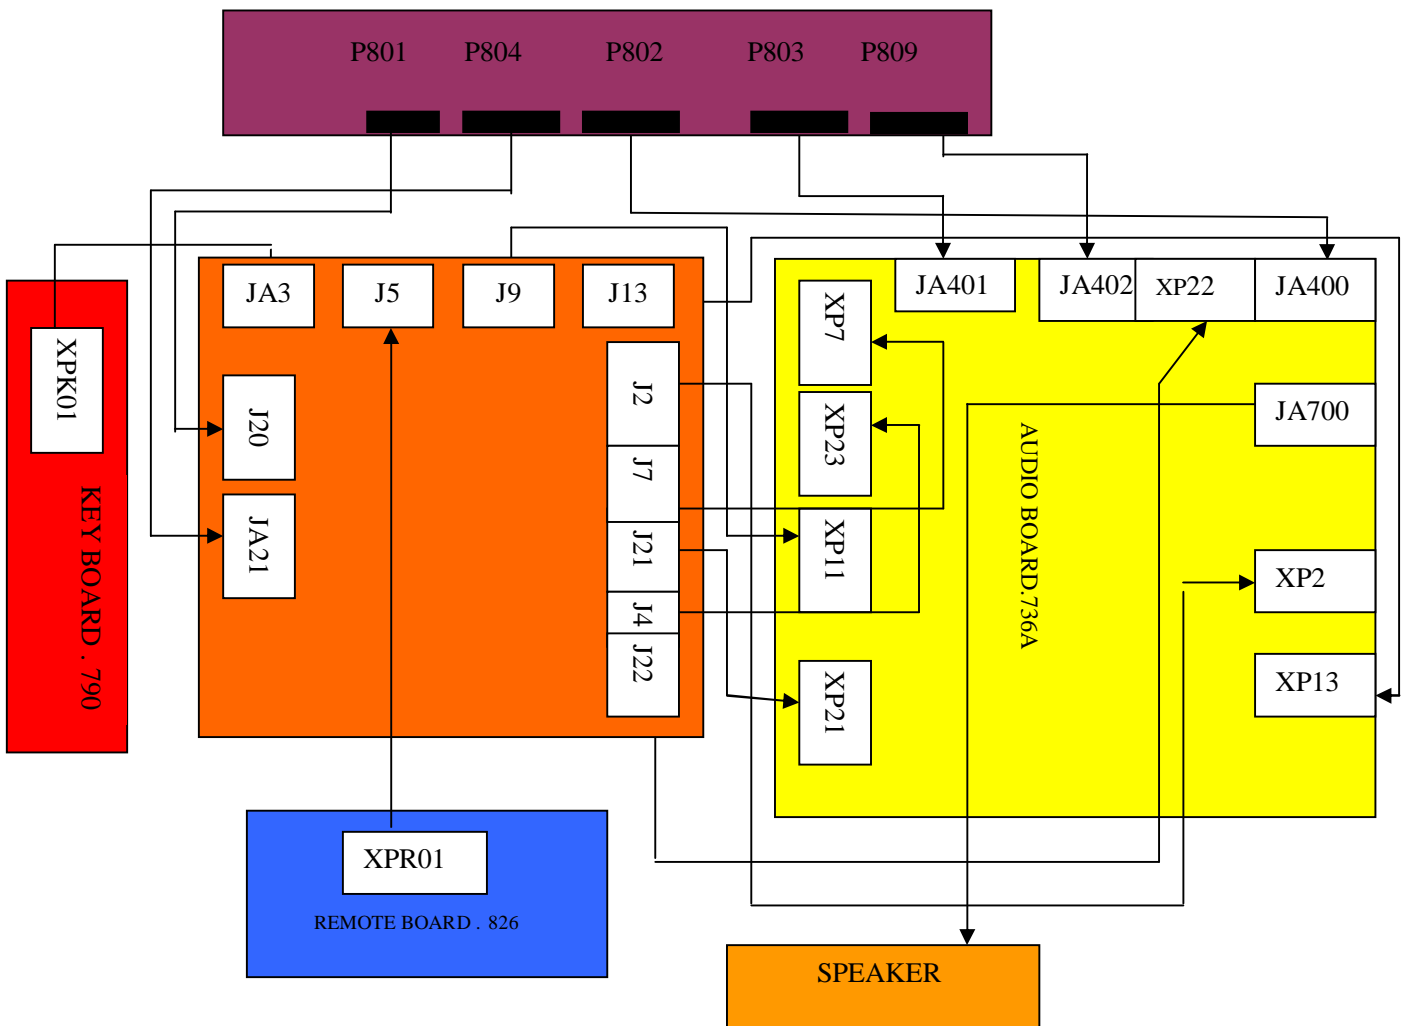 P801 P804 P802 P803 P809
JA3 J5 J9 J13
JA401 JA402 XP22 JA400
XPK01
KEY BOARD . 790
J20
JA21
J2
J7
J21
J4
J22
XP7
XP23
XP11
XP21
AUDIO BOARD.736A
JA700
XP2
XP13
XPR01
REMOTE BOARD . 826
SPEAKER